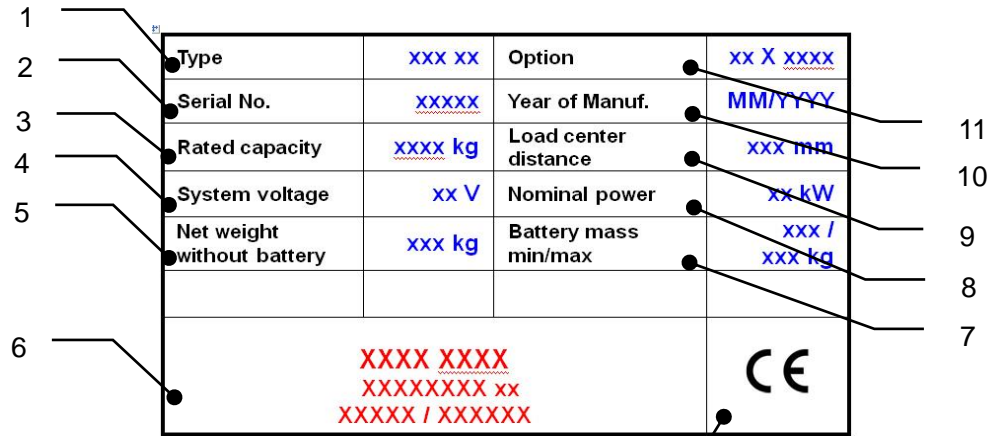 1
2
3
4
5
6
Type xxx xx Option xx X xxxx
Serial No. xxxxx Year of Manuf. MM/YYYY
Rated capacity xxxx kg Load center
distance xxx mm
System voltage xx V Nominal power xx kW
Net weight
without battery xxx kg Battery mass
min/max xxx /
xxx kg
XXXX XXXX
XXXXXXXX xx
XXXXX / XXXXXX
CE
11
10
9
8
7